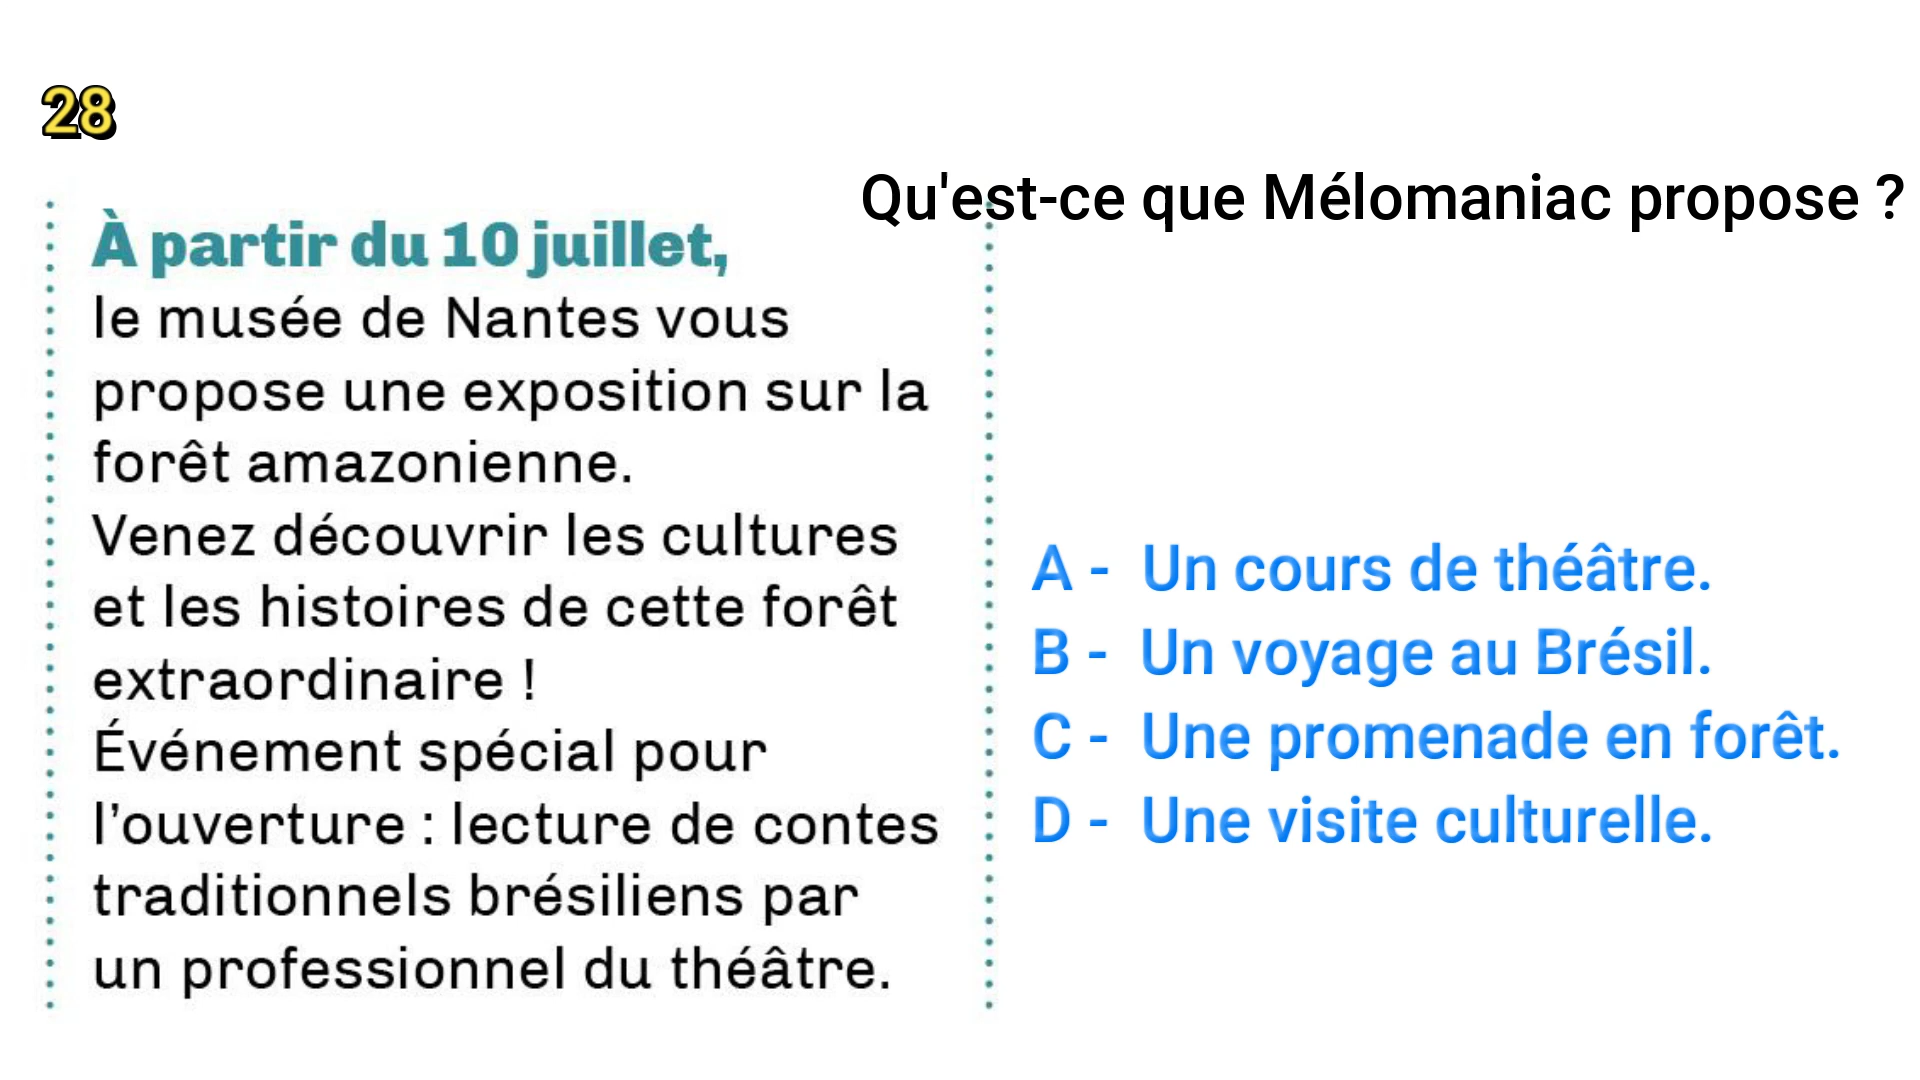 28
Qu'est-ce que Mélomaniac propose ?
À partir du 10 juillet,
le musée de Nantes vous
propose une exposition sur la
forêt amazonienne.
Venez découvrir les cultures
et les histoires de cette forêt
extraordinaire !
Événement spécial pour
l'ouverture : lecture de contes
traditionnels brésiliens par
un professionnel du théâtre.
A - Un cours de théâtre.
B - Un voyage au Brésil.
C - Une promenade en forêt.
D - Une visite culturelle.